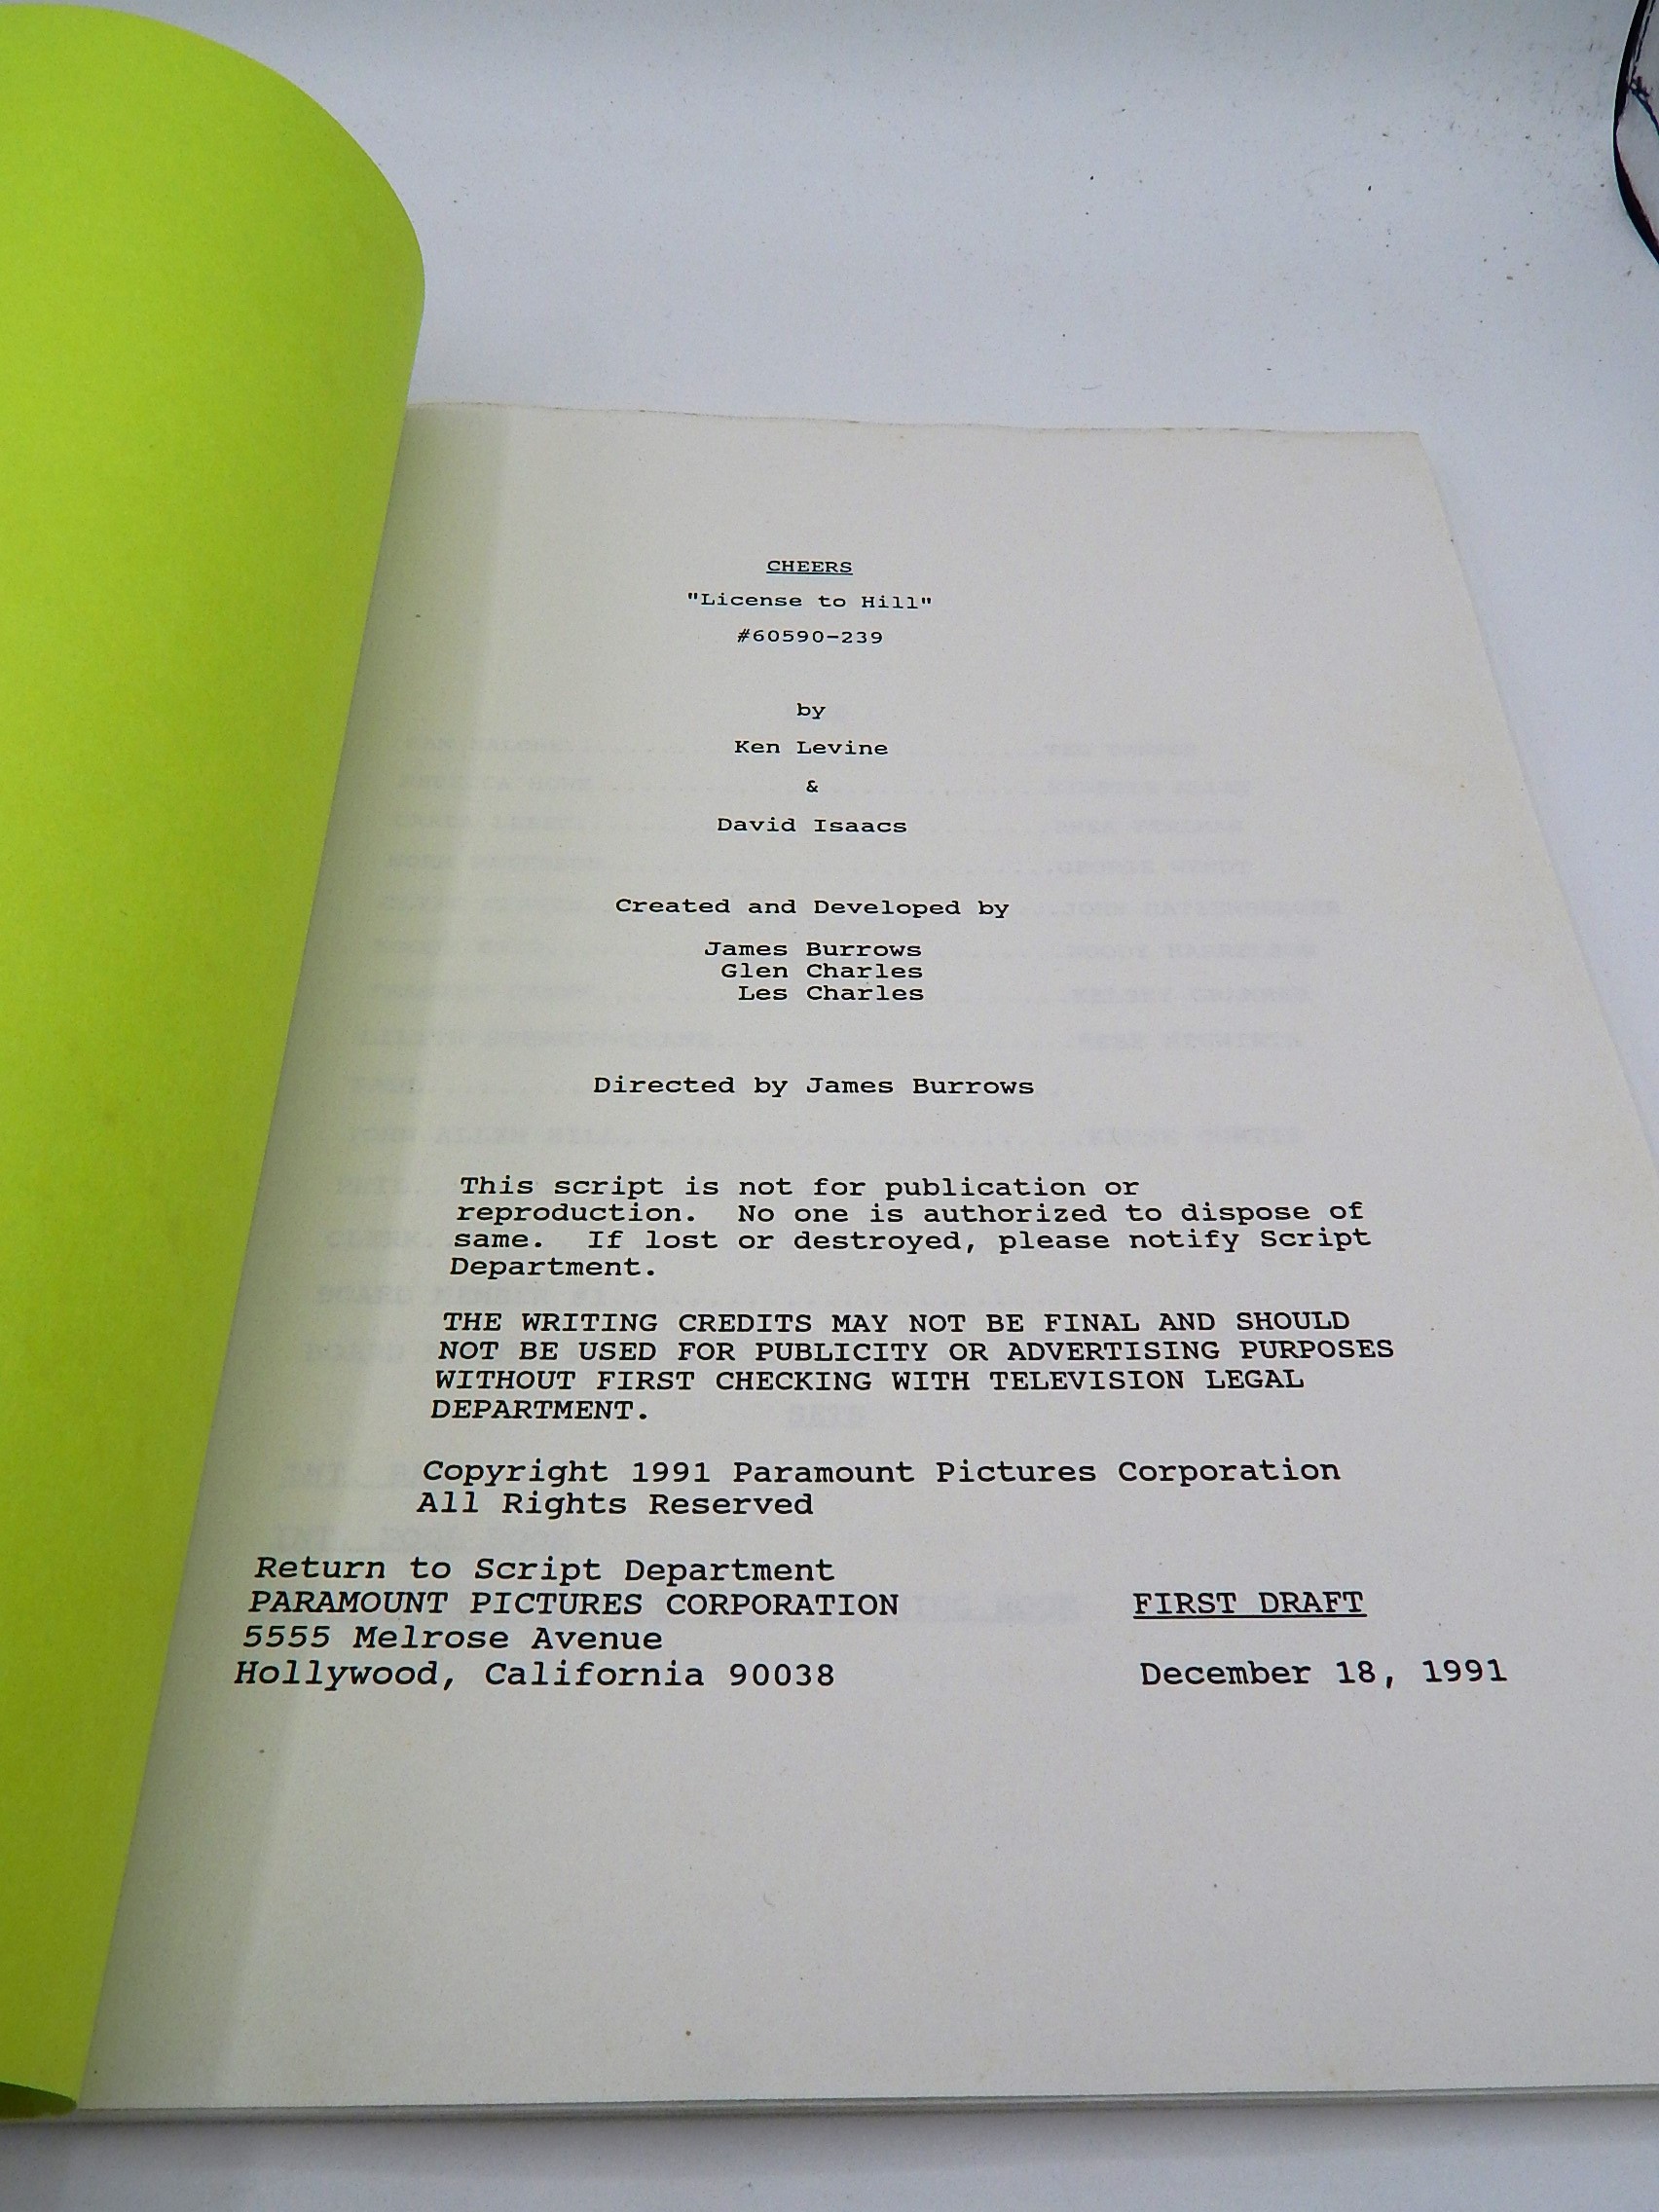 CHEERS
"License to Hill"
#60590-239
by
Ken Levine
&
David Isaacs
Created and Developed by
James Burrows
Glen Charles
Les Charles
Directed by James Burrows
This script is not for publication or
reproduction. No one is authorized to dispose of
same. If lost or destroyed, please notify Script
Department.
THE WRITING CREDITS MAY NOT BE FINAL AND SHOULD
NOT BE USED FOR PUBLICITY OR ADVERTISING PURPOSES
WITHOUT FIRST CHECKING WITH TELEVISION LEGAL
DEPARTMENT.
Copyright 1991 Paramount Pictures Corporation
All Rights Reserved
Return to Script Department
PARAMOUNT PICTURES CORPORATION
5555 Melrose Avenue
Hollywood, California 90038
FIRST DRAFT
December 18, 1991